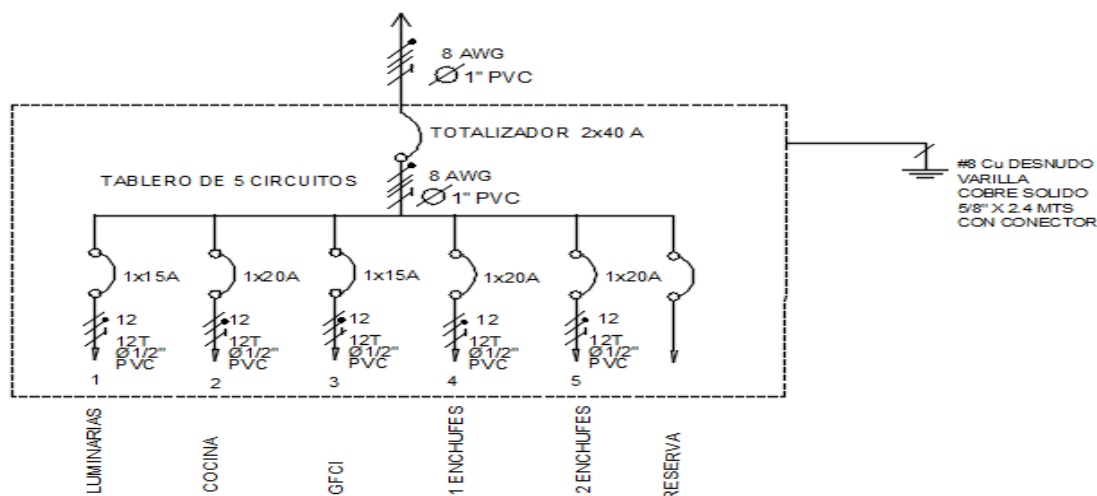 8 AWG
Ø 1" PVC
TOTALIZADOR 2x40 A
TABLERO DE 5 CIRCUITOS
8 AWG
Ø 1" PVC
#8 Cu DESNUDO
VARILLA
COBRE SOLIDO
5/8" X 2.4 MTS
CON CONECTOR
1x15A
1x20A
1x15A
1x20A
1x20A
12
12T
Ø1/2"
PVC
1
12
12T
Ø1/2"
PVC
2
12
12T
Ø1/2"
PVC
3
12
12T
Ø1/2"
PVC
4
12
12T
Ø1/2"
PVC
5
LUMINARIAS
COCINA
GFCI
1 ENCHUFES
2 ENCHUFES
RESERVA